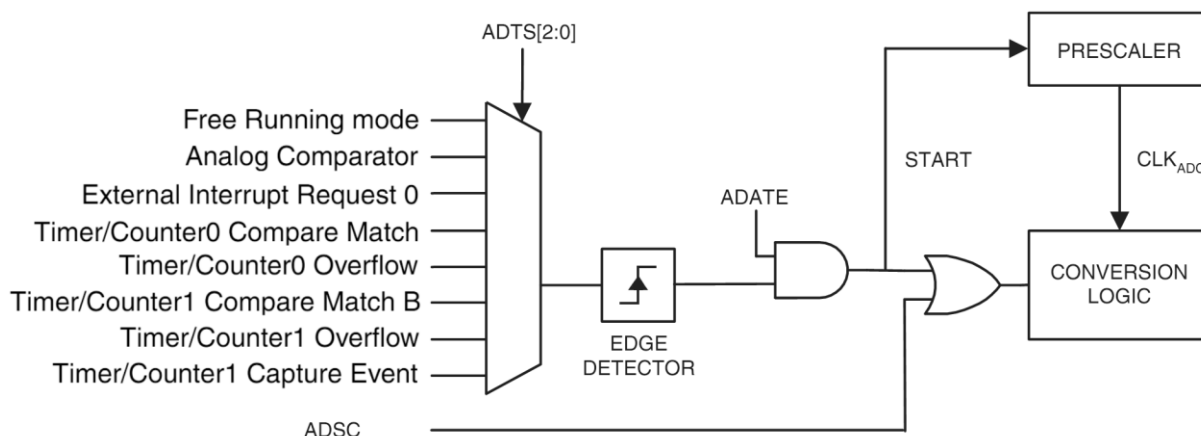 ADTS[2:0]
PRESCALER
Free Running mode
Analog Comparator
START
CLKADC
External Interrupt Request 0
ADATE
Timer/Counter0 Compare Match
Timer/Counter0 Overflow
CONVERSION
LOGIC
Timer/Counter1 Compare Match B
Timer/Counter1 Overflow
EDGE
DETECTOR
Timer/Counter1 Capture Event
ADSC